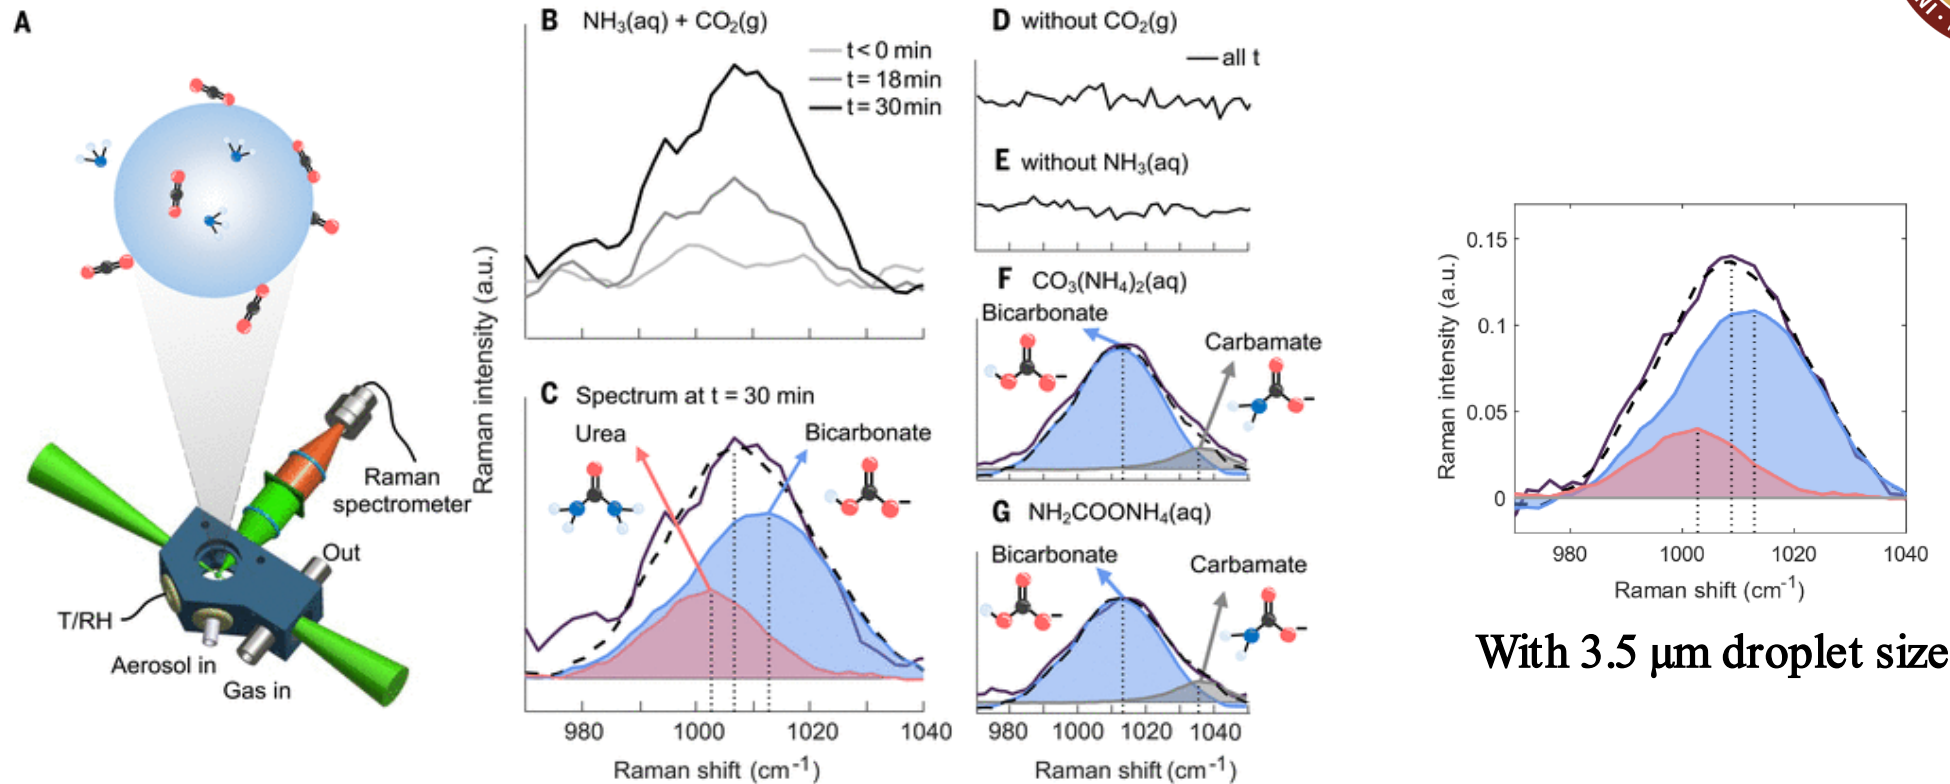 A
Raman
spectrometer
Out
T/RH
Aerosol in
Gas in
Raman intensity (a.u.)
B NH₃(aq) + CO₂(g)
t < 0 min
t = 18min
t = 30min
C Spectrum at t = 30 min
Urea
Bicarbonate
980 1000 1020 1040
Raman shift (cm⁻¹)
D without CO₂(g)
all t
E without NH₃(aq)
F CO₃(NH₄)₂(aq)
Bicarbonate
Carbamate
G NH₂COONH₄(aq)
Bicarbonate
Carbamate
980 1000 1020 1040
Raman shift (cm⁻¹)
Raman intensity (a.u.)
0.15
0.1
0.05
0
980 1000 1020 1040
Raman shift (cm⁻¹)
With 3.5 μm droplet size